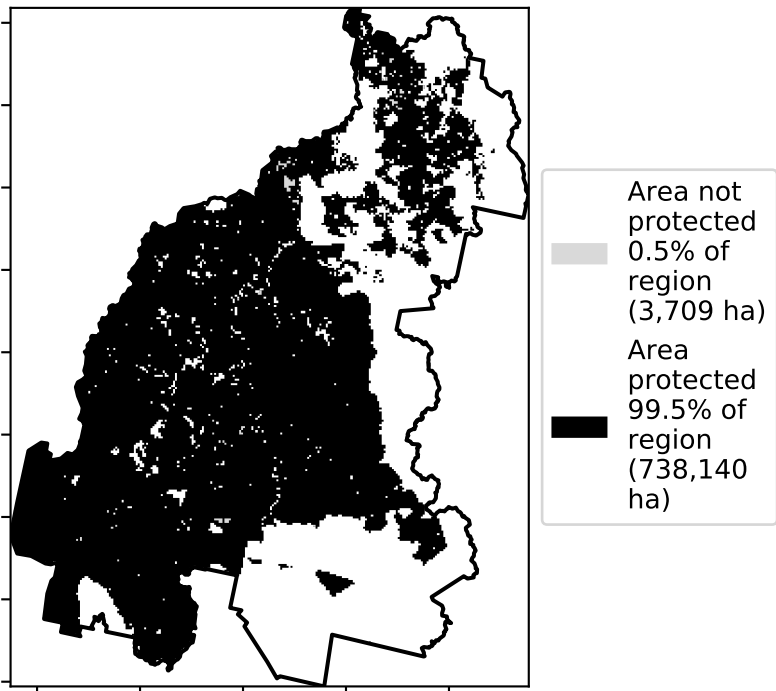 Area not
protected
0.5% of
region
(3,709 ha)
Area
protected
99.5% of
region
(738,140
ha)